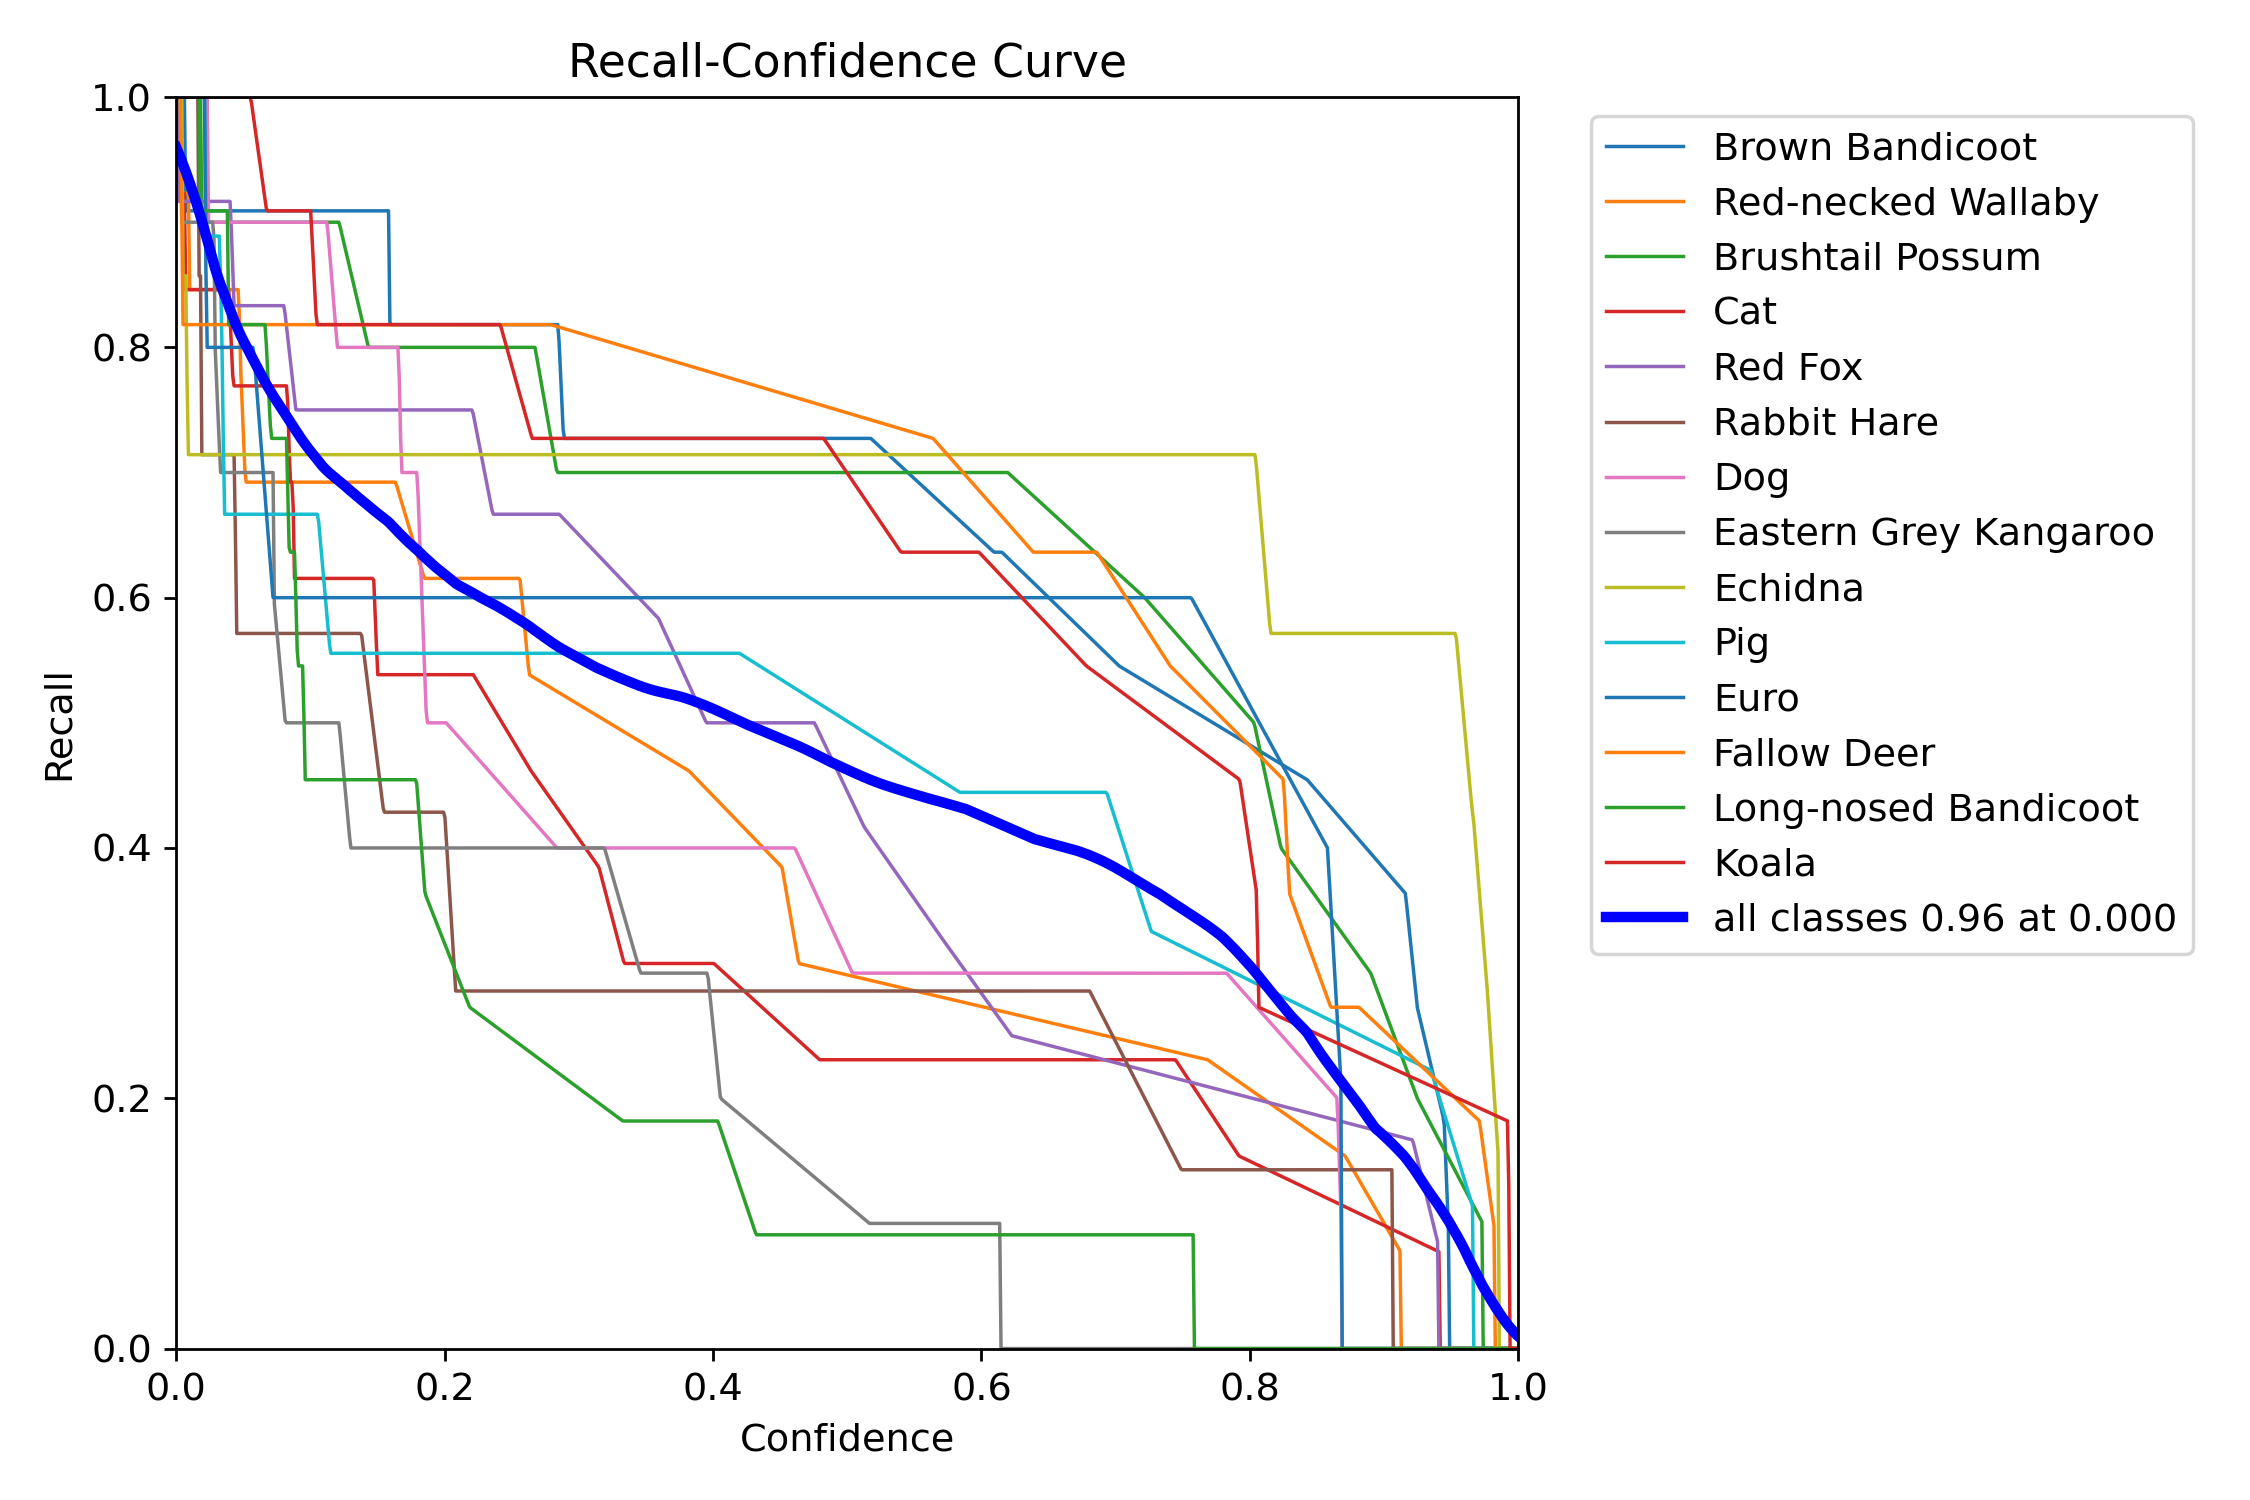 Recall-Confidence Curve
1.0
0.8
0.6
0.4
0.2
0.0
Recall
0.0 0.2 0.4 0.6 0.8 1.0
Confidence
Brown Bandicoot
Red-necked Wallaby
Brushtail Possum
Cat
Red Fox
Rabbit Hare
Dog
Eastern Grey Kangaroo
Echidna
Pig
Euro
Fallow Deer
Long-nosed Bandicoot
Koala
all classes 0.96 at 0.000